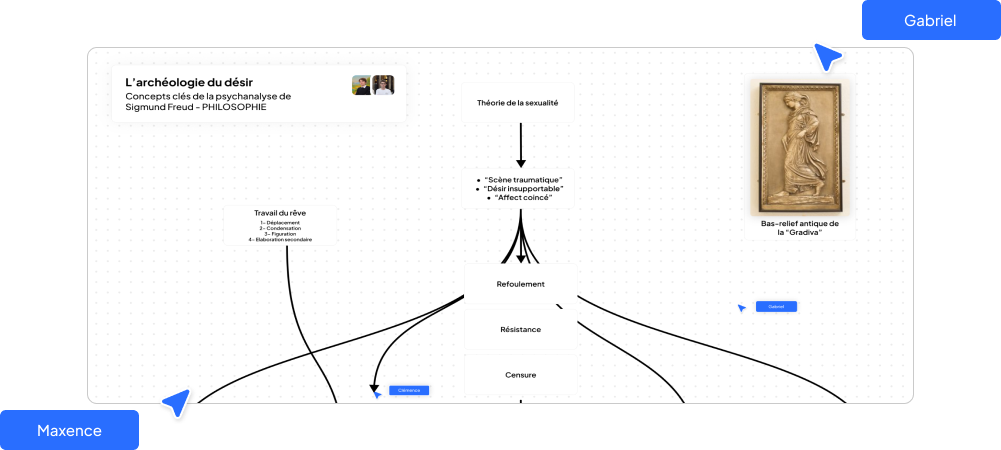 Gabriel
L'archéologie du désir
Concepts clés de la psychanalyse de
Sigmund Freud - PHILOSOPHIE
Théorie de la sexualité
• "Scène traumatique"
• "Désir insupportable"
• "Affect coincé"
Travail du rêve
1- Déplacement
2- Condensation
3- Figuration
4- Elaboration secondaire
Bas-relief antique de
la "Gradiva"
Refoulement
Gabriel
Résistance
Censure
Clémence
Maxence